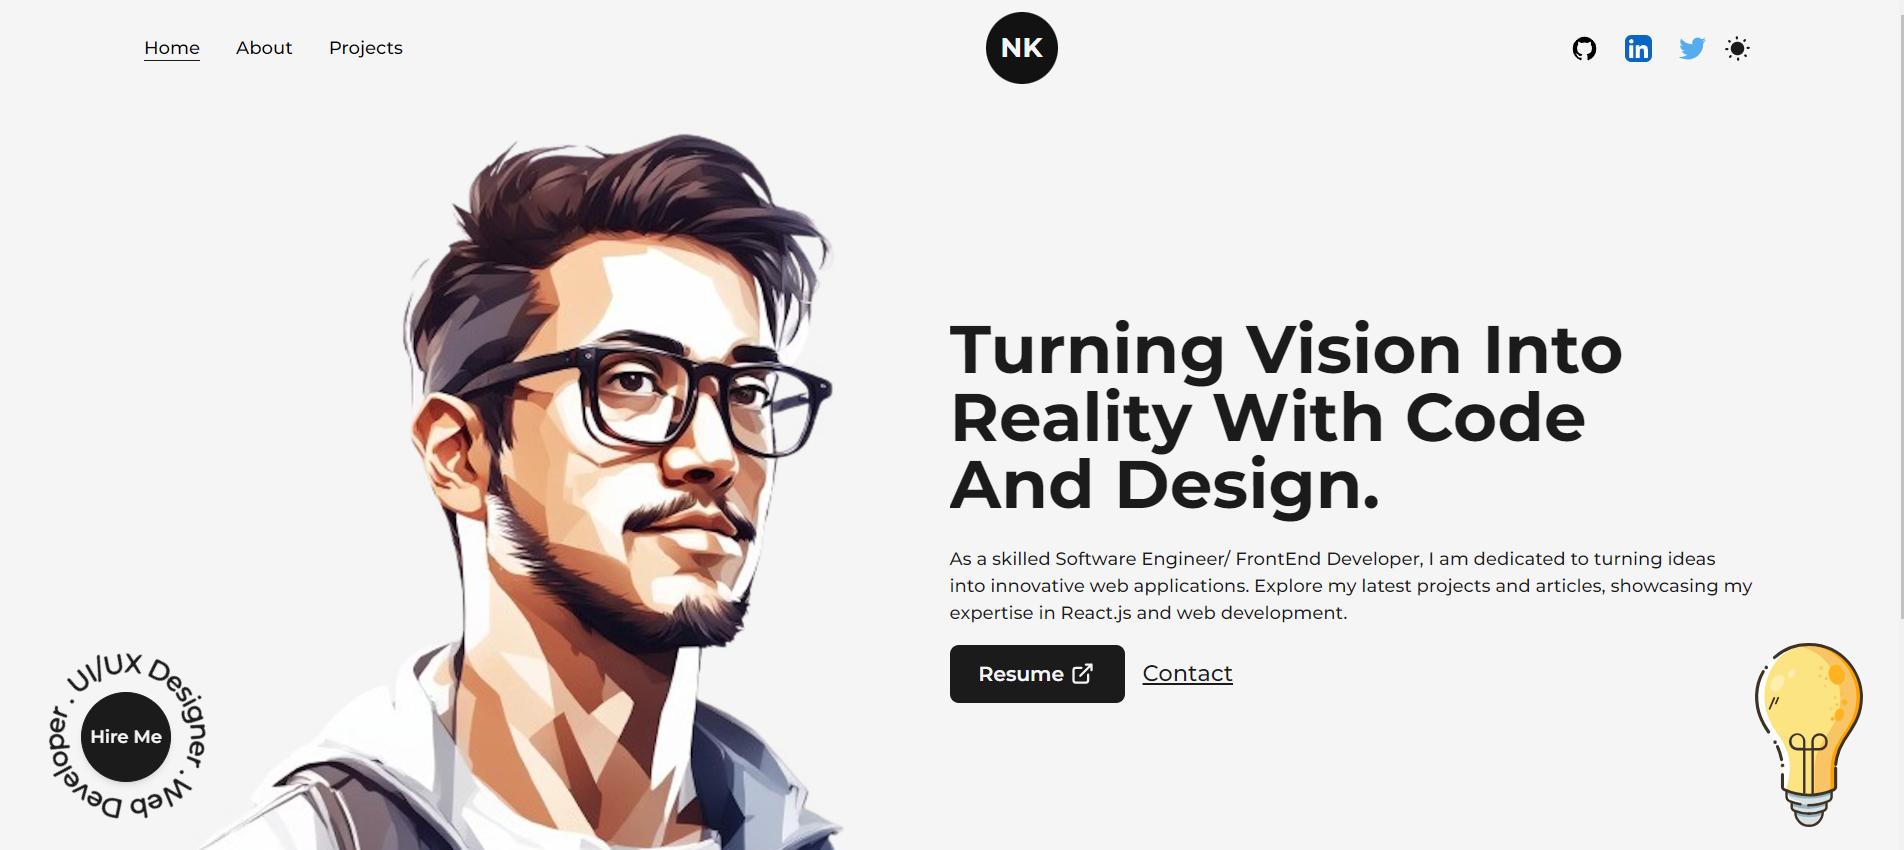 Home
About
Projects
NK
in
Turning Vision Into
Reality With Code
And Design.
As a skilled Software Engineer/ FrontEnd Developer, I am dedicated to turning ideas
into innovative web applications. Explore my latest projects and articles, showcasing my
expertise in React.js and web development.
Resume
Contact
UI/UX Designer . Web Developer .
Hire Me